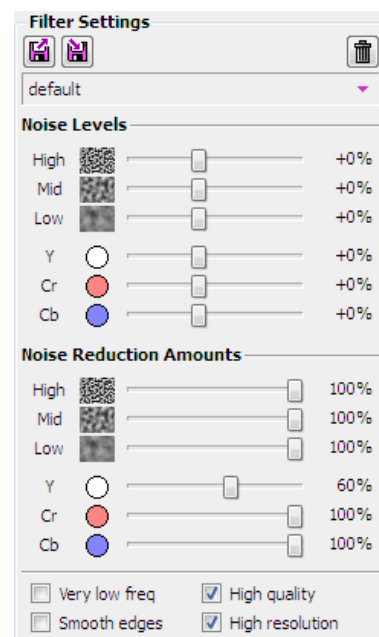 Filter Settings
default
Noise Levels
High +0%
Mid +0%
Low +0%
Y +0%
Cr +0%
Cb +0%
Noise Reduction Amounts
High 100%
Mid 100%
Low 100%
Y 60%
Cr 100%
Cb 100%
Very low freq High quality
Smooth edges High resolution